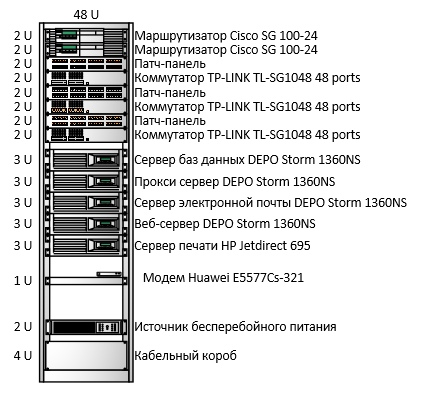 48 U
2 U Маршрутизатор Cisco SG 100-24
2 U Маршрутизатор Cisco SG 100-24
2 U Патч-панель
2 U Коммутатор TP-LINK TL-SG1048 48 ports
2 U Патч-панель
2 U Коммутатор TP-LINK TL-SG1048 48 ports
2 U Патч-панель
2 U Коммутатор TP-LINK TL-SG1048 48 ports
3 U Сервер баз данных DEPO Storm 1360NS
3 U Прокси сервер DEPO Storm 1360NS
3 U Сервер электронной почты DEPO Storm 1360NS
3 U Веб-сервер DEPO Storm 1360NS
3 U Сервер печати HP Jetdirect 695
1 U Модем Huawei E5577Cs-321
2 U Источник бесперебойного питания
4 U Кабельный короб